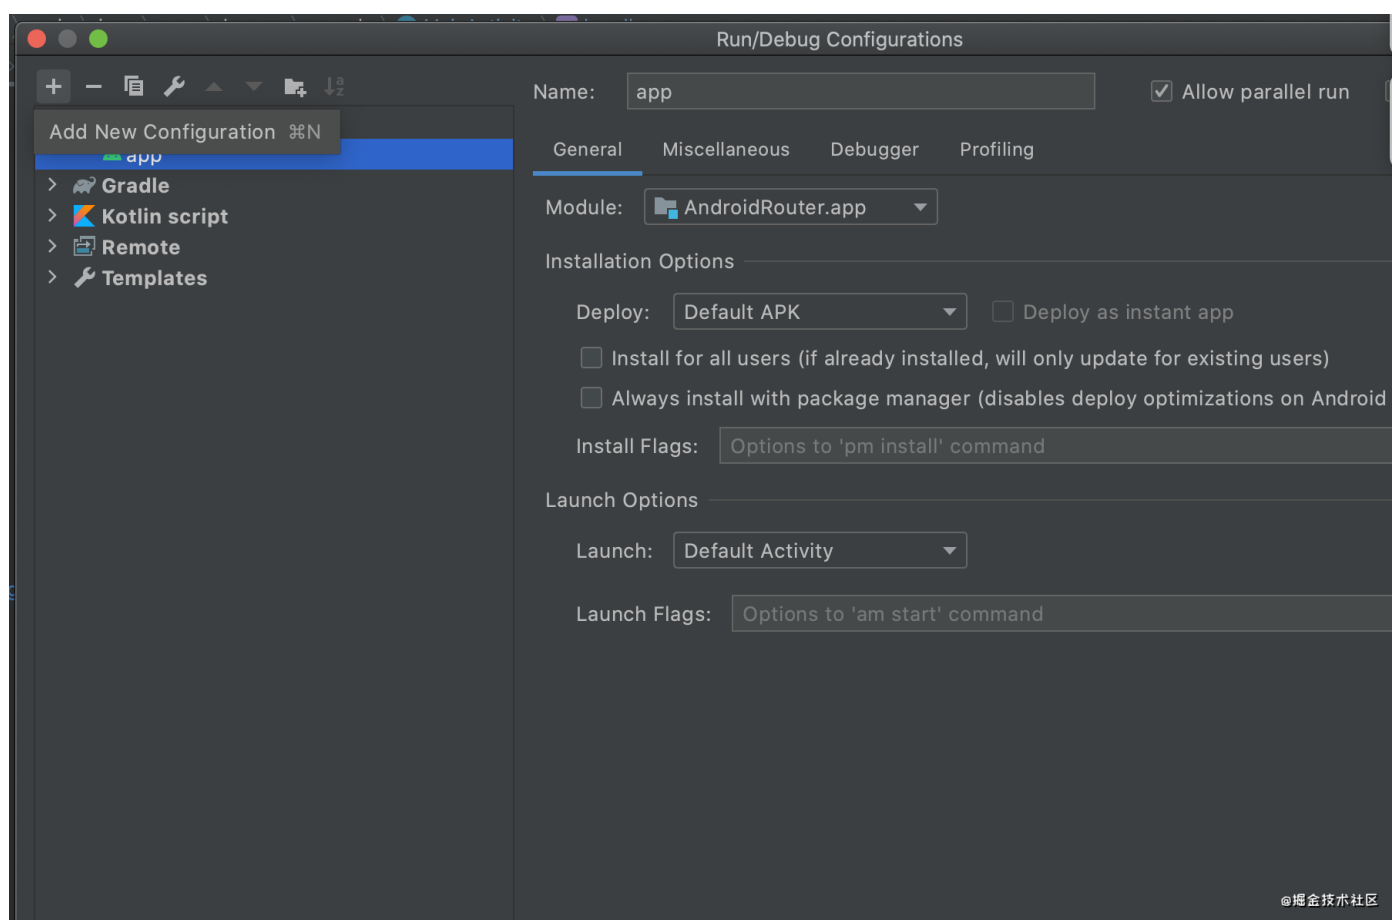 Run/Debug Configurations
Name: app Allow parallel run
Add New Configuration ⌘N
app
General Miscellaneous Debugger Profiling
Gradle
Module: AndroidRouter.app
Kotlin script
Remote
Installation Options
Templates
Deploy: Default APK Deploy as instant app
Install for all users (if already installed, will only update for existing users)
Always install with package manager (disables deploy optimizations on Android
Install Flags: Options to 'pm install' command
Launch Options
Launch: Default Activity
Launch Flags: Options to 'am start' command
@掘金技术社区